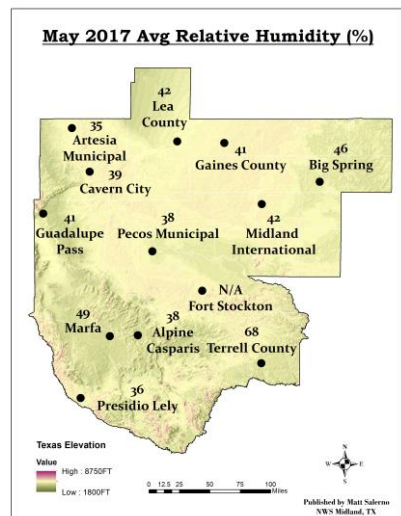 May 2017 Avg Relative Humidity (%)
42
Lea
County
35
Artesia
Municipal
39
Cavern City
41
Gaines County
46
Big Spring
41
Guadalupe
Pass
38
Pecos Municipal
42
Midland
International
N/A
Fort Stockton
49
Marfa
38
Alpine
Casparis
68
Terrell County
36
Presidio Lely
Texas Elevation
Value
High : 8750FT
Low : 1800FT
N
W
E
S
0 12.5 25 50 75 100
Miles
Published by Matt Salerno
NWS Midland, TX